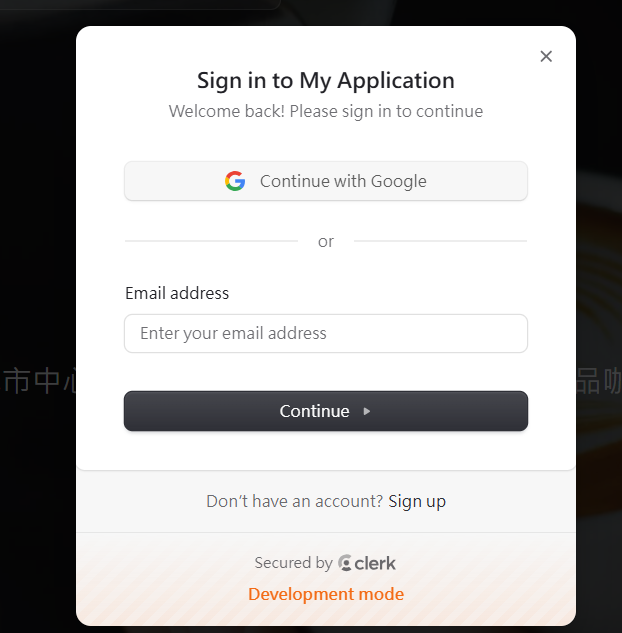 Sign in to My Application
Welcome back! Please sign in to continue
Continue with Google
or
Email address
Enter your email address
市中心
品咖
Continue
Don't have an account? Sign up
Secured by clerk
Development mode